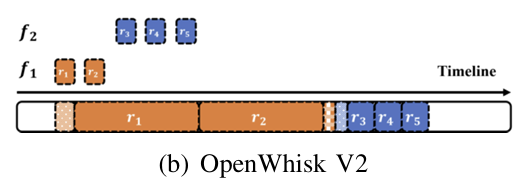 f₂ r₃ r₄ r₅
f₁ r₁ r₂ Timeline
r₁ r₂ r₃ r₄ r₅
(b) OpenWhisk V2